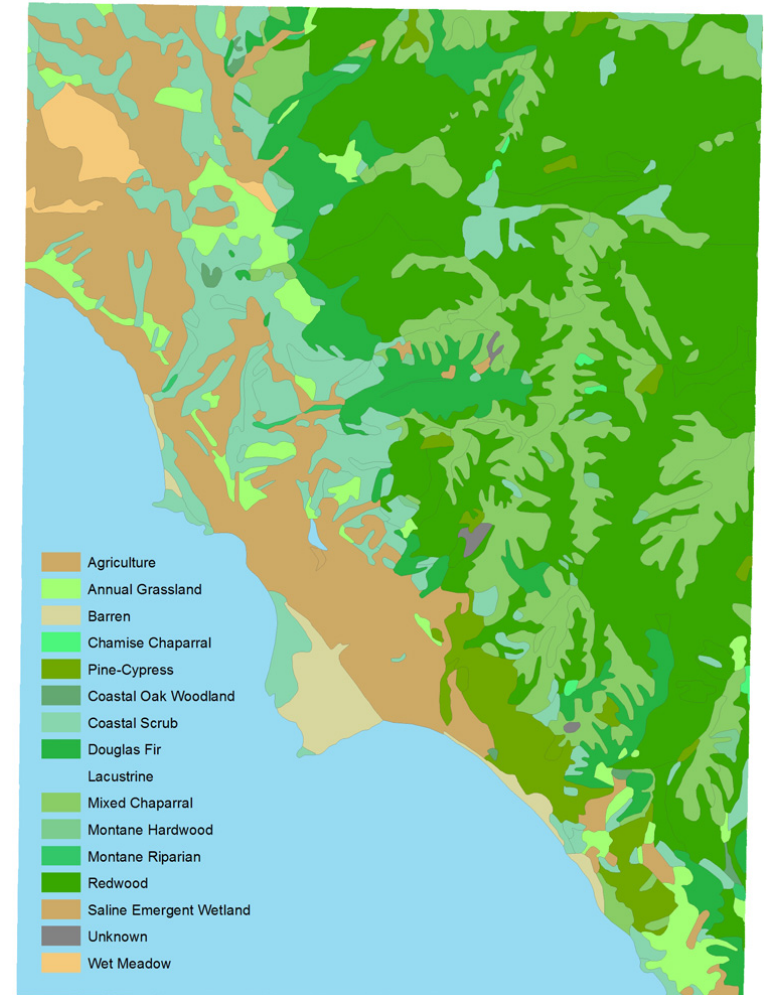 Agriculture
Annual Grassland
Barren
Chamise Chaparral
Pine-Cypress
Coastal Oak Woodland
Coastal Scrub
Douglas Fir
Lacustrine
Mixed Chaparral
Montane Hardwood
Montane Riparian
Redwood
Saline Emergent Wetland
Unknown
Wet Meadow